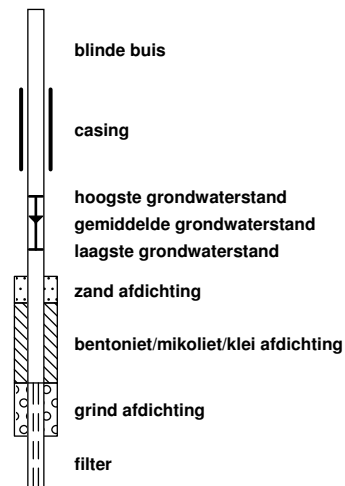 blinde buis
casing
hoogste grondwaterstand
gemiddelde grondwaterstand
laagste grondwaterstand
zand afdichting
bentoniet/mikoliet/klei afdichting
grind afdichting
filter